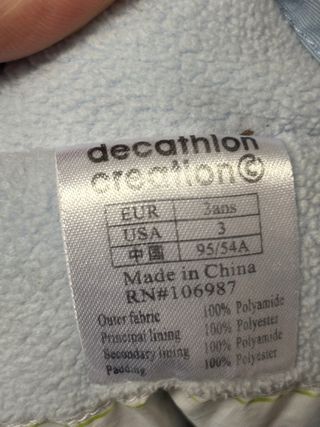 decathlon
creation©
EUR 3ans
USA 3
中國 95/54A
Made in China
RN#106987
Outer fabric 100% Polyamide
Principal lining 100% Polyester
Secondary lining 100% Polyamide
Padding 100% Polyester